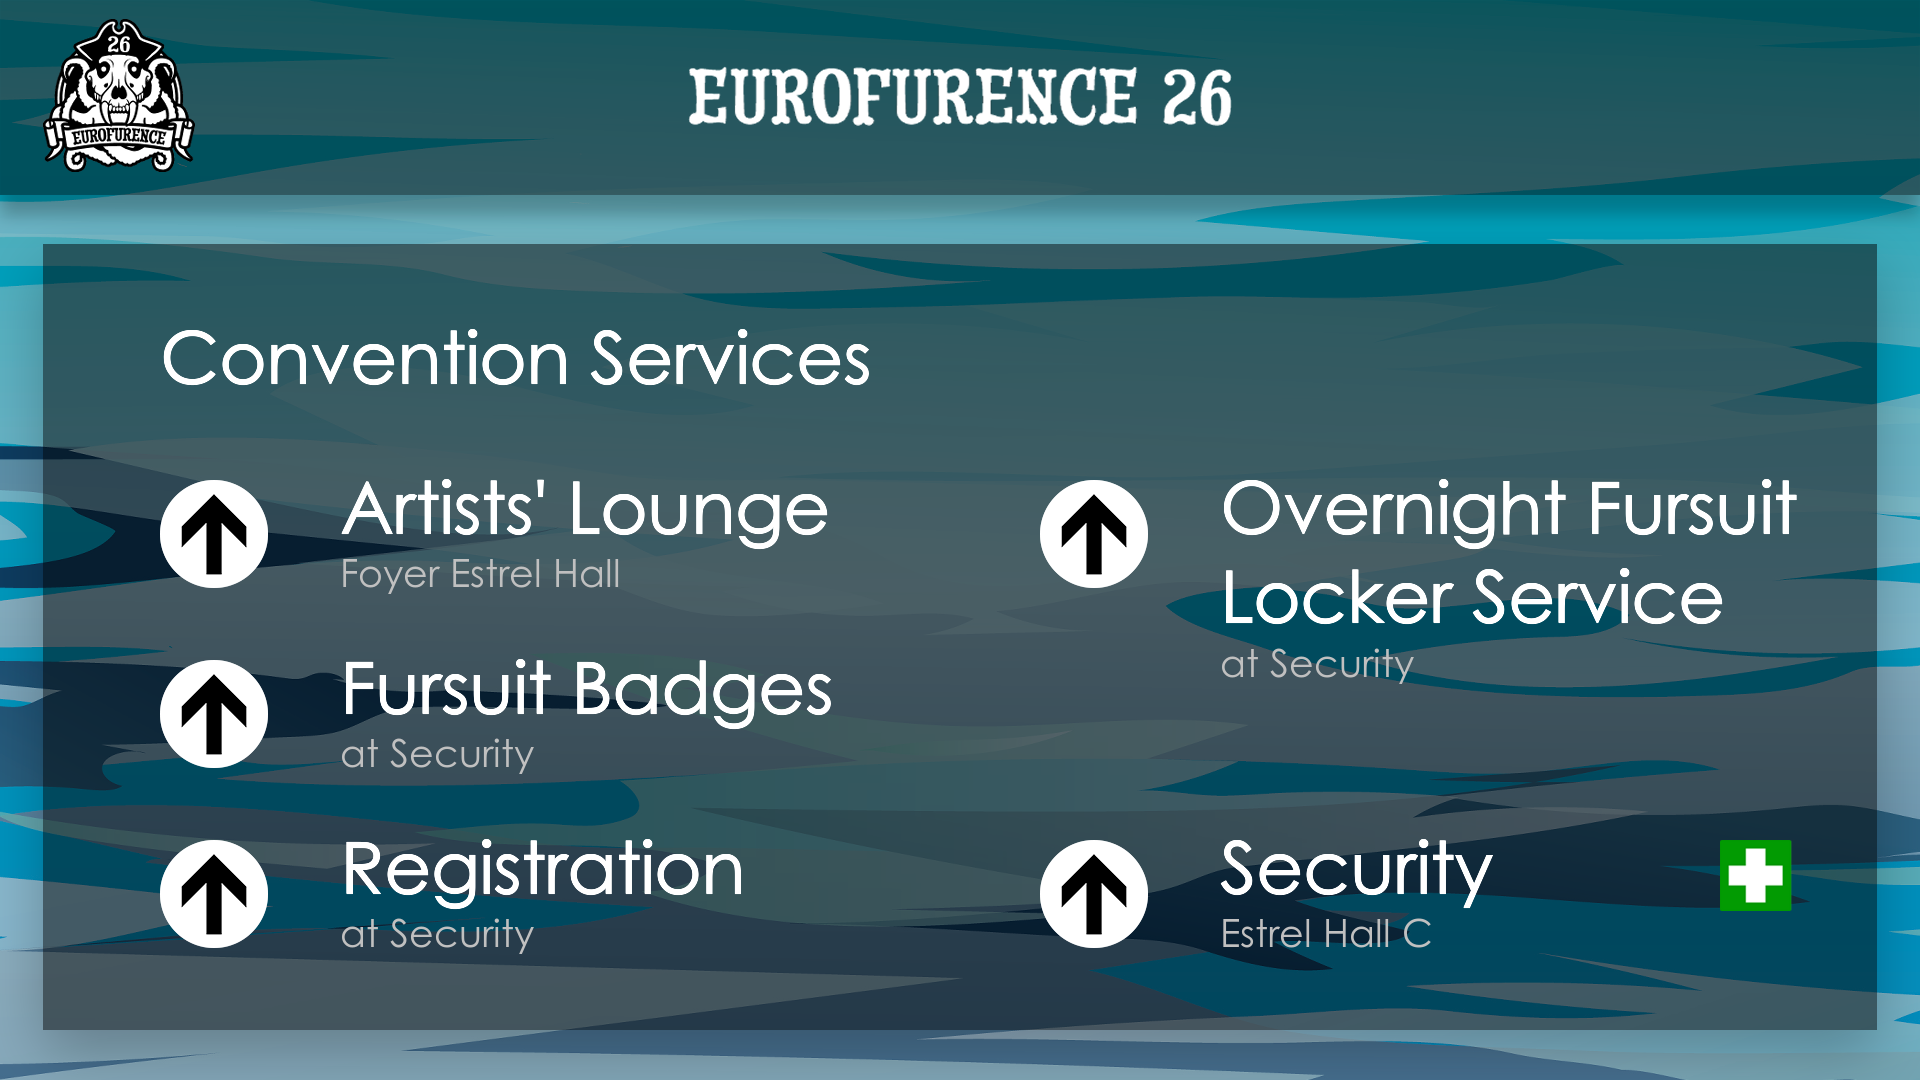 26
EUROFURENCE
EUROFURENCE 26
Convention Services
Artists' Lounge
Foyer Estrel Hall
Fursuit Badges
at Security
Registration
at Security
Overnight Fursuit
Locker Service
at Security
Security
Estrel Hall C